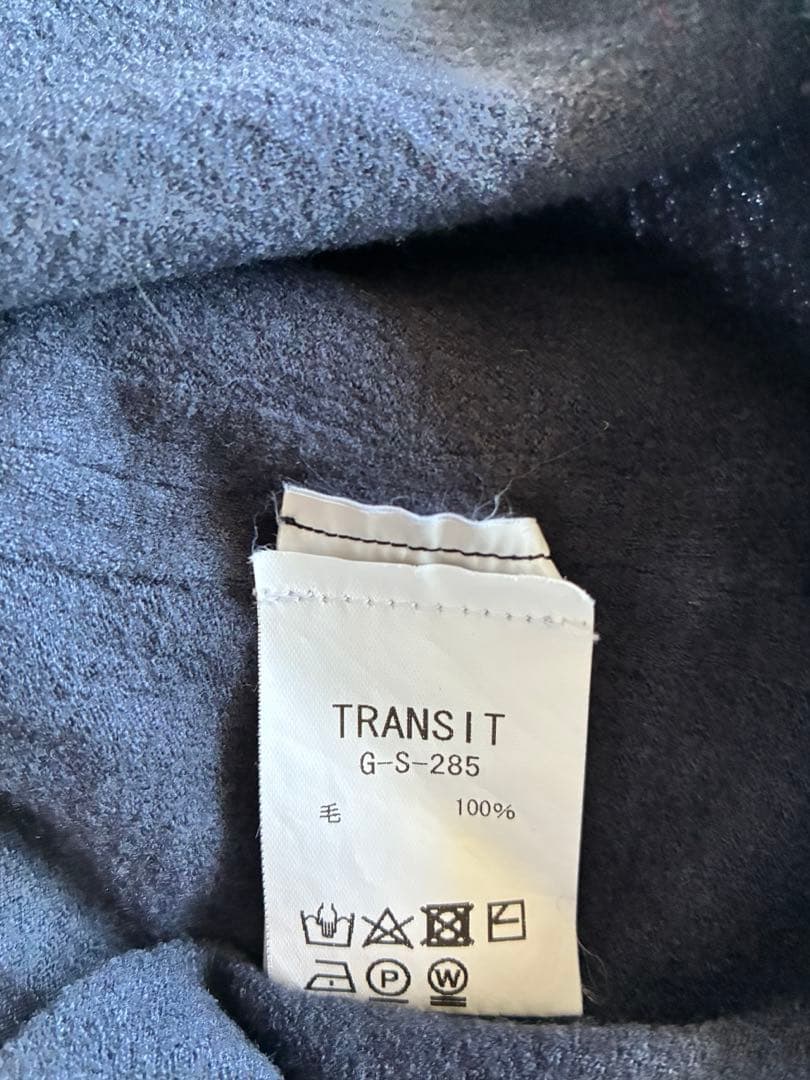 TRANSIT
G-S-285
毛 100%
P W